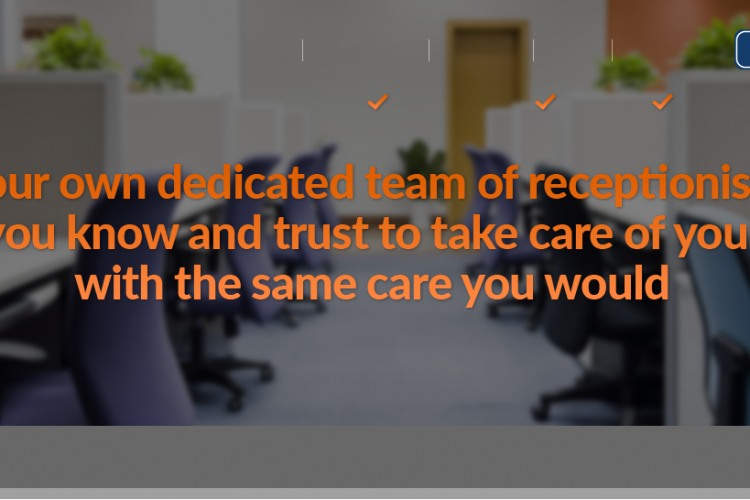 our own dedicated team of receptionis
you know and trust to take care of you
with the same care you would